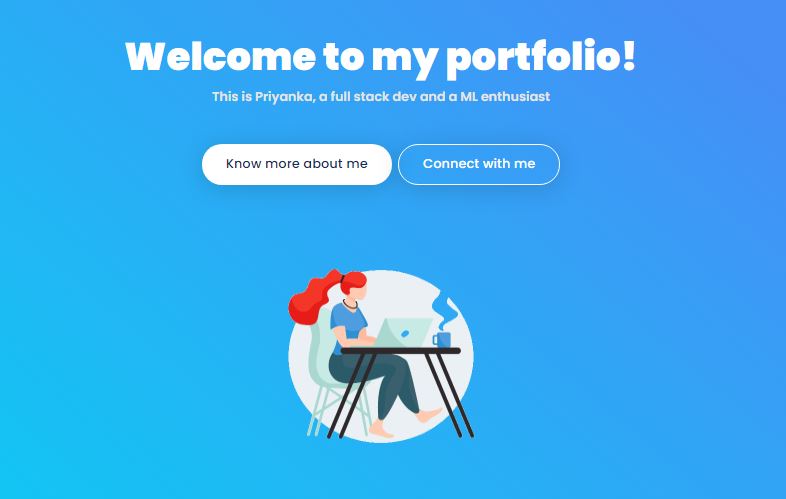 Welcome to my portfolio!
This is Priyanka, a full stack dev and a ML enthusiast
Know more about me
Connect with me